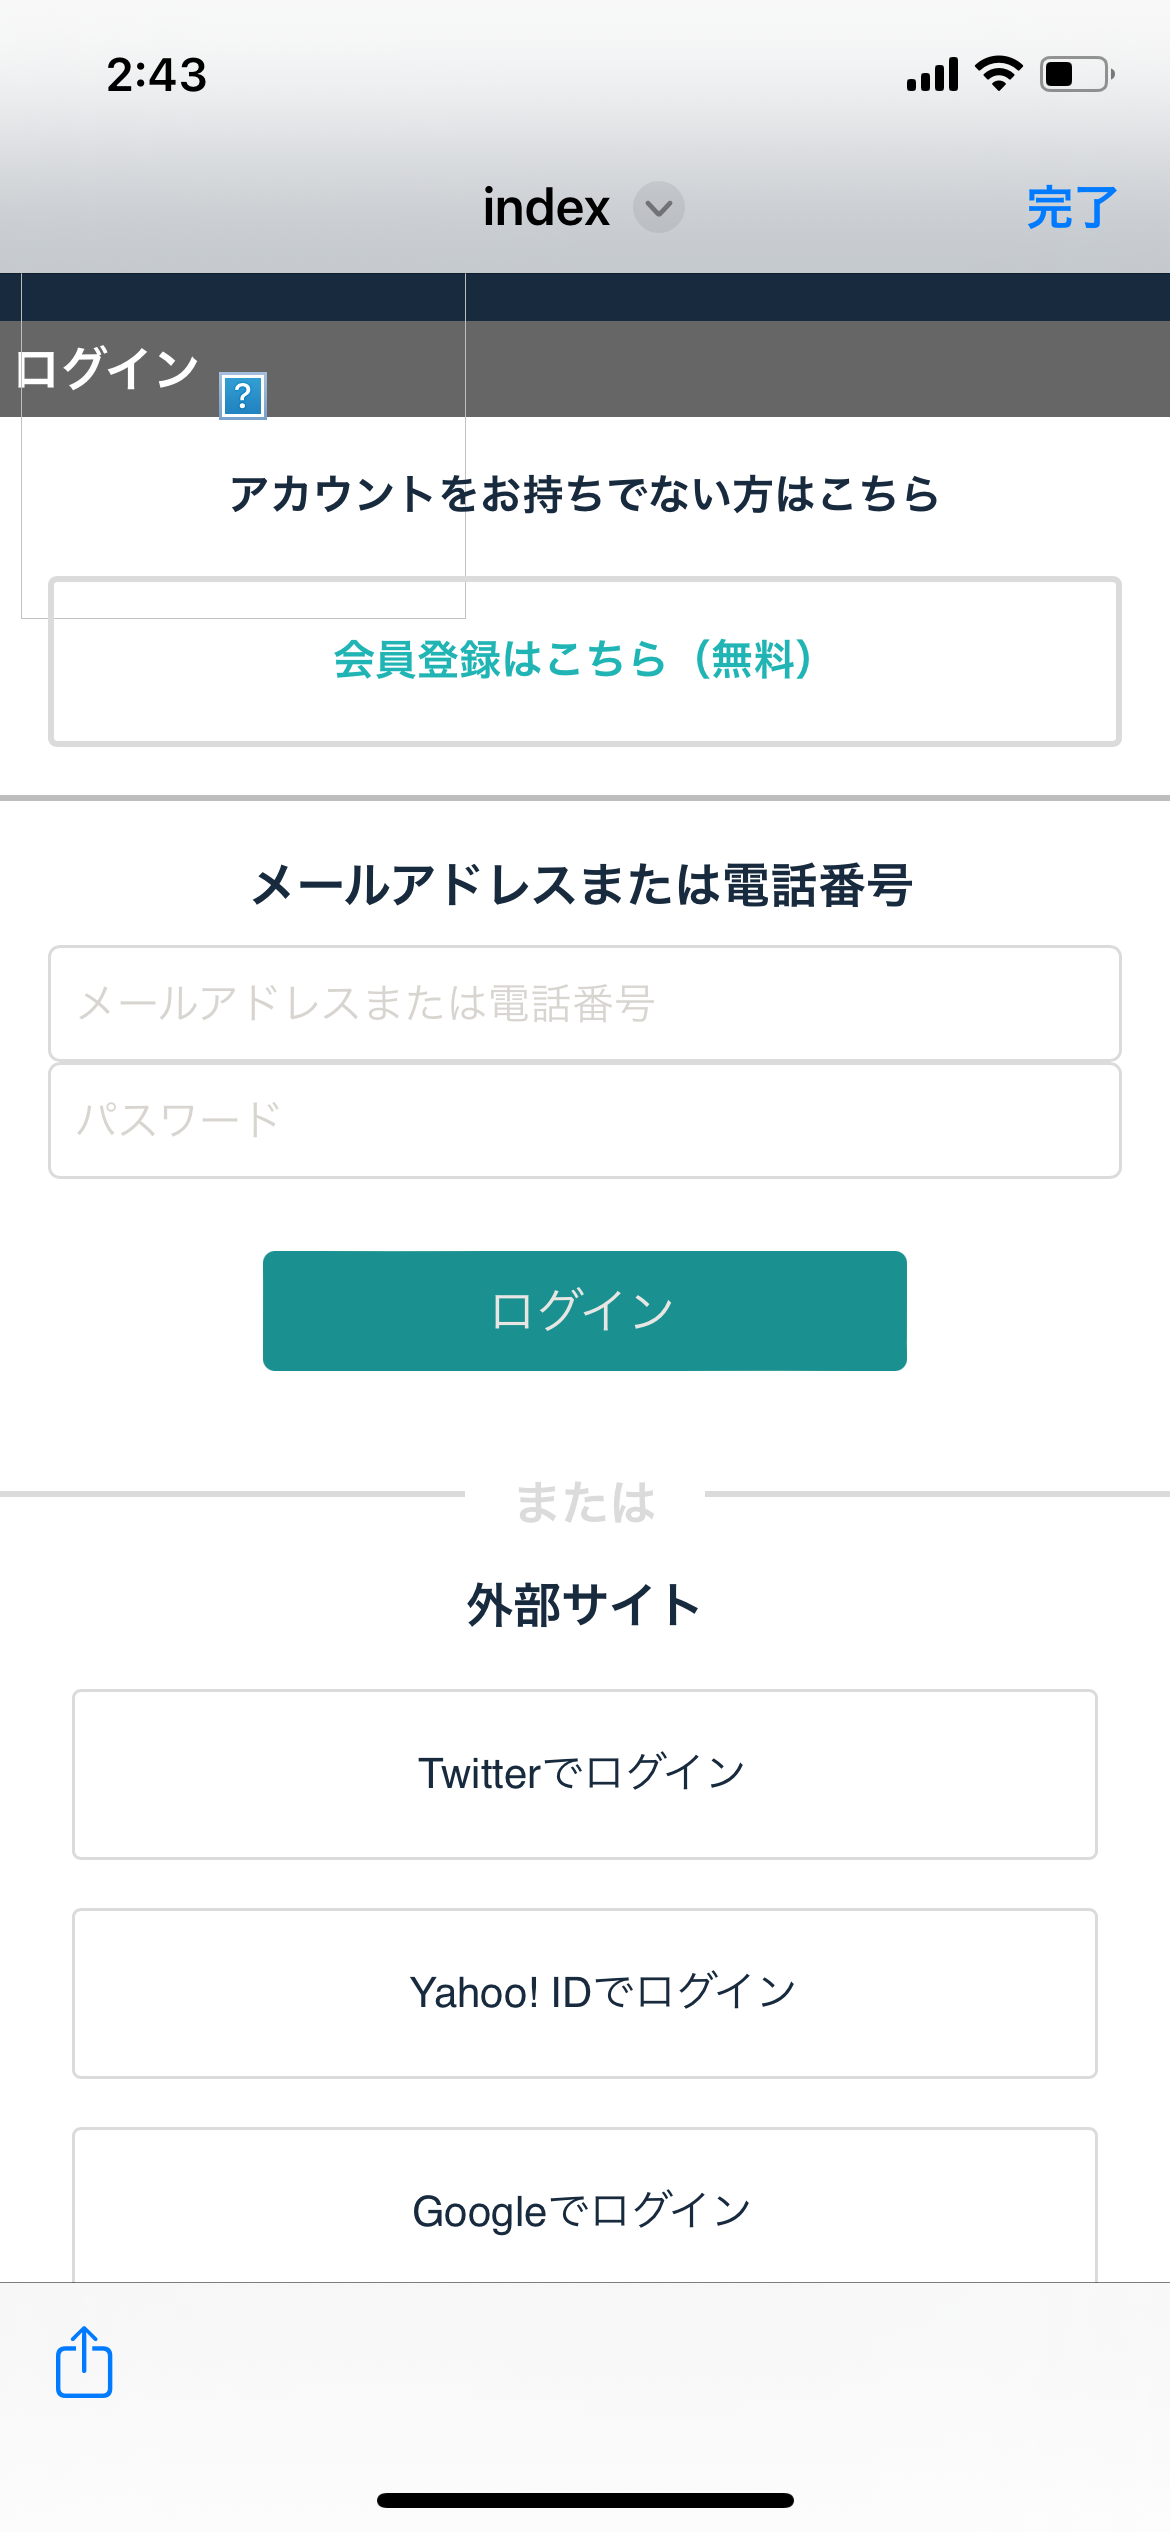 2:43
index
完了
ログイン
?
アカウントをお持ちでない方はこちら
会員登録はこちら（無料）
メールアドレスまたは電話番号
メールアドレスまたは電話番号
パスワード
ログイン
または
外部サイト
Twitterでログイン
Yahoo! IDでログイン
Googleでログイン